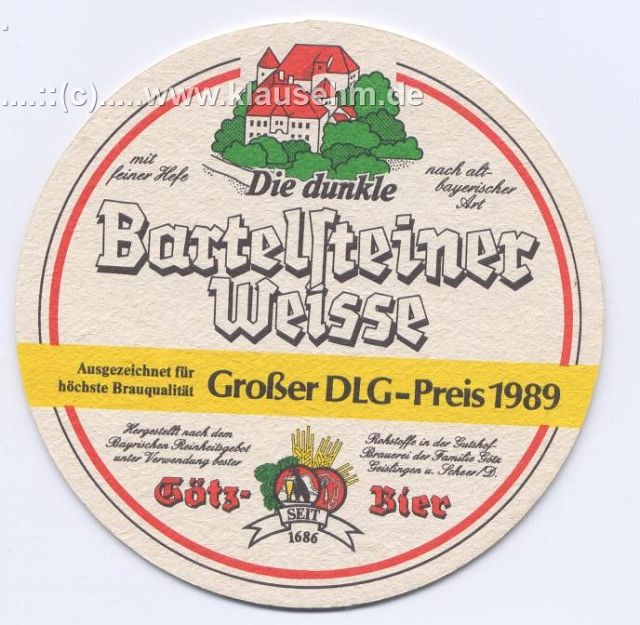 .....::(c).....www.klausehm.de
mit
feiner Hefe
nach alt-
bayerischer
Art
Die dunkle
Bartelſteiner
Weisse
Ausgezeichnet für
höchste Brauqualität
Großer DLG-Preis 1989
Hergestellt nach dem
Bayrischen Reinheitsgebot
unter Verwendung bester
Rohstoffe in der Gutshof-
Brauerei der Familie Götz
Geislingen u. Scheer/D.
Götz-Bier
SEIT
1686